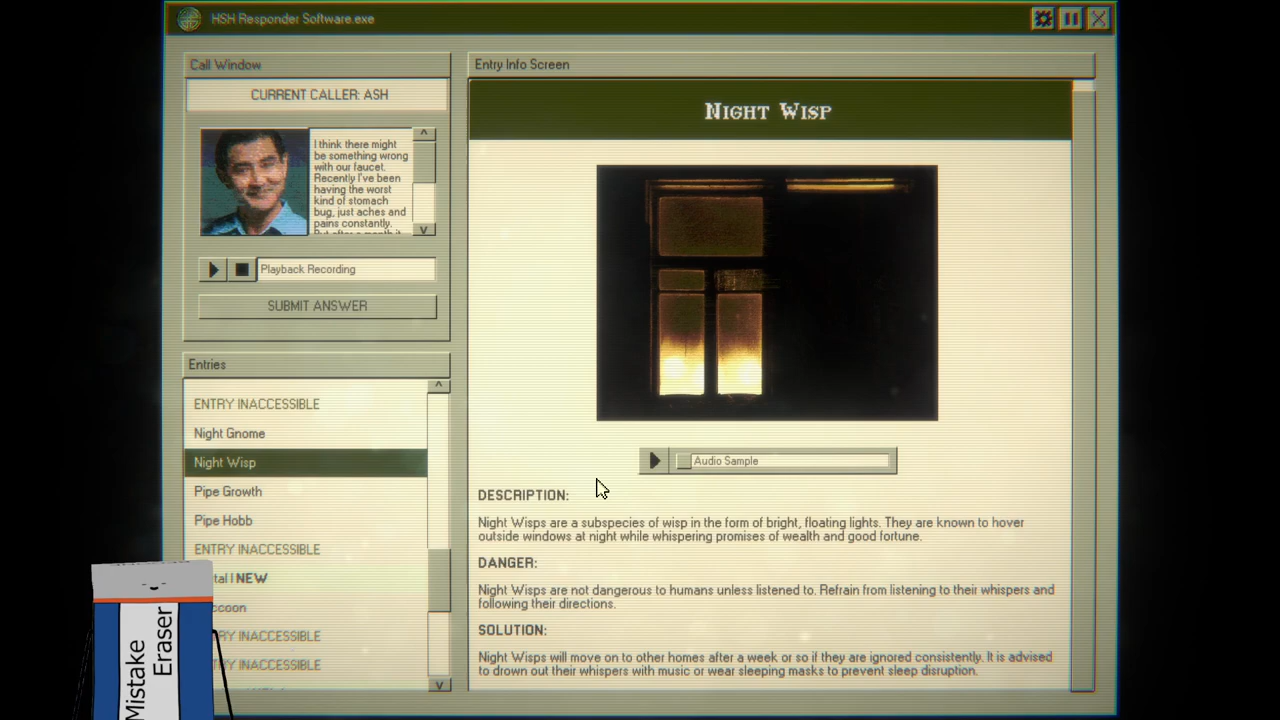 HSH Responder Software.exe
Call Window
CURRENT CALLER: ASH
I think there might
be something wrong
with our faucet.
Recently I've been
having the worst
kind of stomach
bug, just aches and
pains constantly.
But after a month it
Playback Recording
SUBMIT ANSWER
Entries
ENTRY INACCESSIBLE
Night Gnome
Night Wisp
Pipe Growth
Pipe Hobb
ENTRY INACCESSIBLE
NEW
ENTRY INACCESSIBLE
Mistake
Eraser
Entry Info Screen
NIGHT WISP
Audio Sample
DESCRIPTION:
Night Wisps are a subspecies of wisp in the form of bright, floating lights. They are known to hover
outside windows at night while whispering promises of wealth and good fortune.
DANGER:
Night Wisps are not dangerous to humans unless listened to. Refrain from listening to their whispers and
following their directions.
SOLUTION:
Night Wisps will move on to other homes after a week or so if they are ignored consistently. It is advised
to drown out their whispers with music or wear sleeping masks to prevent sleep disruption.